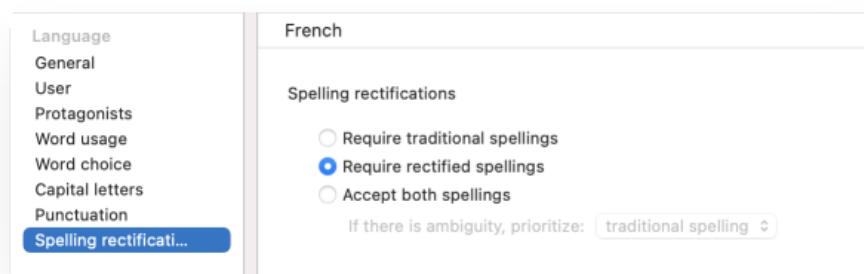 Language
General
User
Protagonists
Word usage
Word choice
Capital letters
Punctuation
Spelling rectificati...
French
Spelling rectifications
Require traditional spellings
Require rectified spellings
Accept both spellings
If there is ambiguity, prioritize: traditional spelling